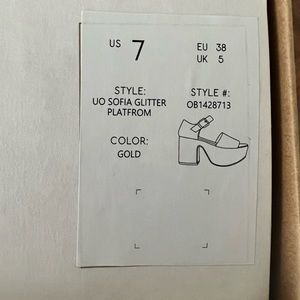 US 7 EU 38
UK 5
STYLE: STYLE #:
UO SOFIA GLITTER OB1428713
PLATFROM
COLOR:
GOLD